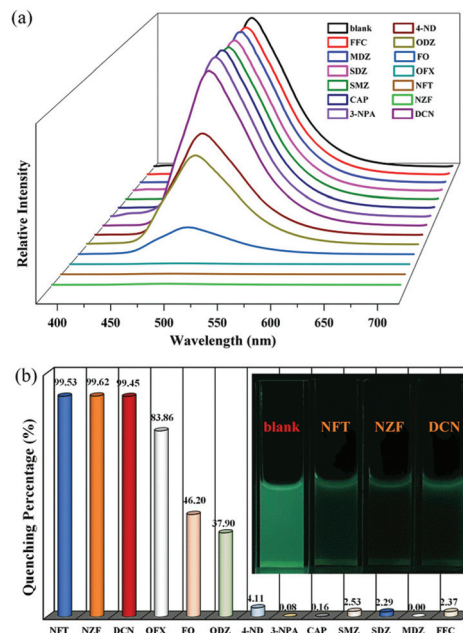 (a)
blank 4-ND
FFC ODZ
MDZ FO
SDZ OFX
SMZ NFT
CAP NZF
3-NPA DCN
Relative Intensity
400 450 500 550 600 650 700
Wavelength (nm)
(b)
Quenching Percentage (%)
99.53 99.62 99.45 83.86 46.20 37.90 4.11 0.08 0.16 2.53 2.29 0.00 2.37
blank NFT NZF DCN
NFT NZF DCN OFX FO ODZ 4-ND 3-NPA CAP SMZ SDZ MDZ FFC